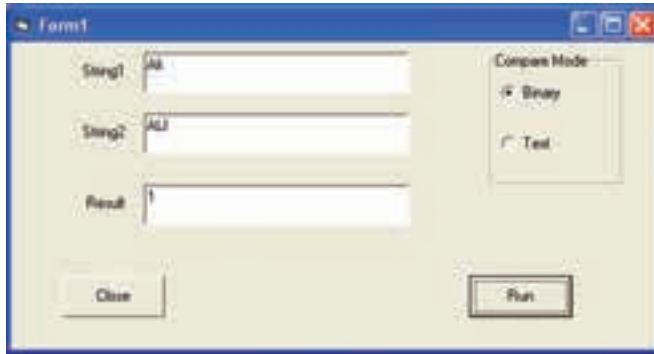 Form1
String1
Ali
Compare Mode
Binary
String2
ALI
Text
Result
1
Close
Run